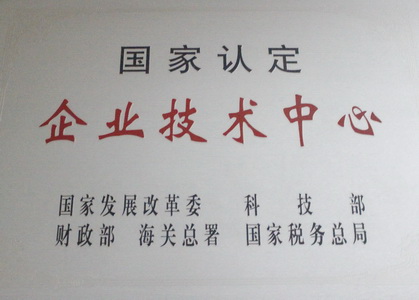 国家认定
企业技术中心
国家发展改革委 科技部
财政部 海关总署 国家税务总局